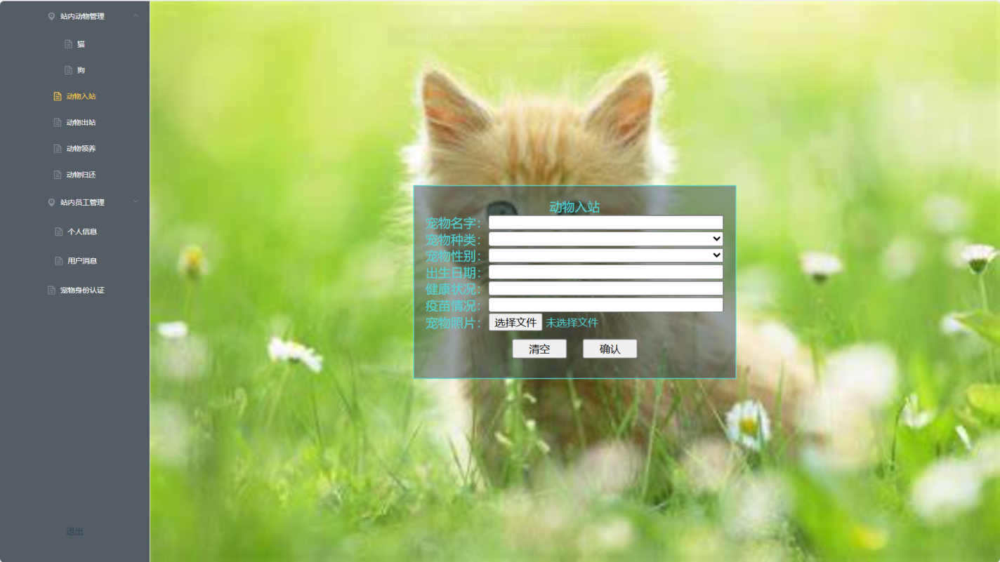 站内动物管理
猫
狗
动物入站
动物出站
动物领养
动物归还
站内员工管理
个人信息
用户消息
宠物身份认证
退出
动物入站
宠物名字：
宠物种类：
宠物性别：
出生日期：
健康状况：
疫苗情况：
宠物照片： 选择文件 未选择文件
清空 确认